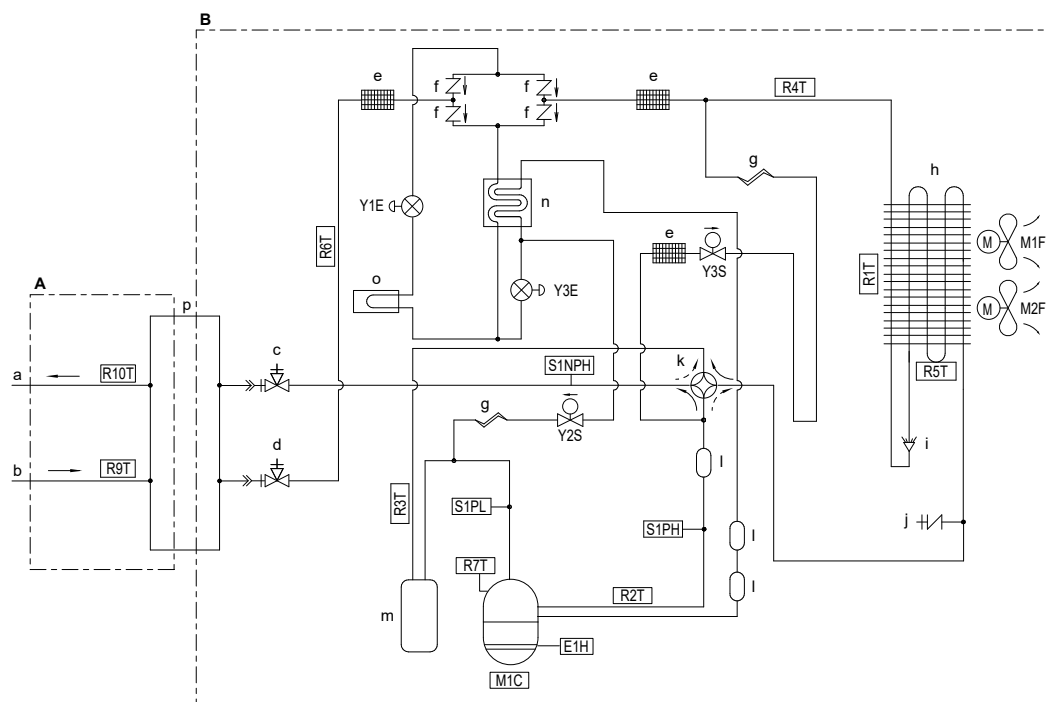 B
e
f
f
e
R4T
f
f
g
h
Y1E
n
R6T
e
Y3S
R1T
M
M1F
A
p
o
Y3E
M
M2F
c
S1NPH
k
R5T
a
R10T
g
Y2S
d
l
i
b
R9T
R3T
S1PL
S1PH
l
j
R7T
m
R2T
l
E1H
M1C